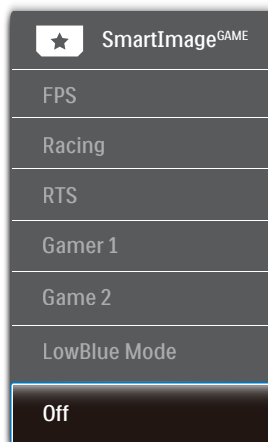 SmartImageGAME
FPS
Racing
RTS
Gamer 1
Game 2
LowBlue Mode
Off